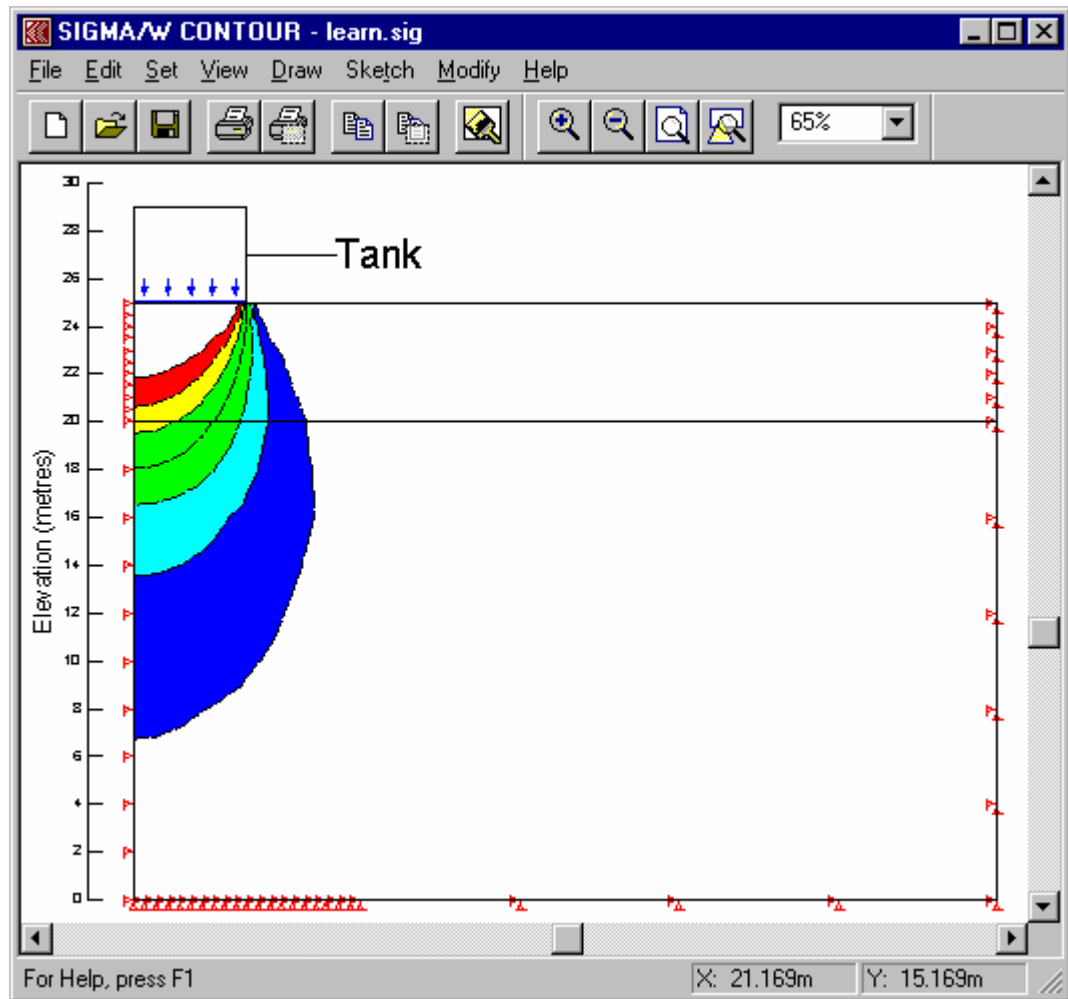 SIGMA/W CONTOUR - learn.sig
File Edit Set View Draw Sketch Modify Help
65%
30
28
26
24
22
20
18
16
14
12
10
8
6
4
2
0
Elevation (metres)
Tank
For Help, press F1
X: 21.169m
Y: 15.169m